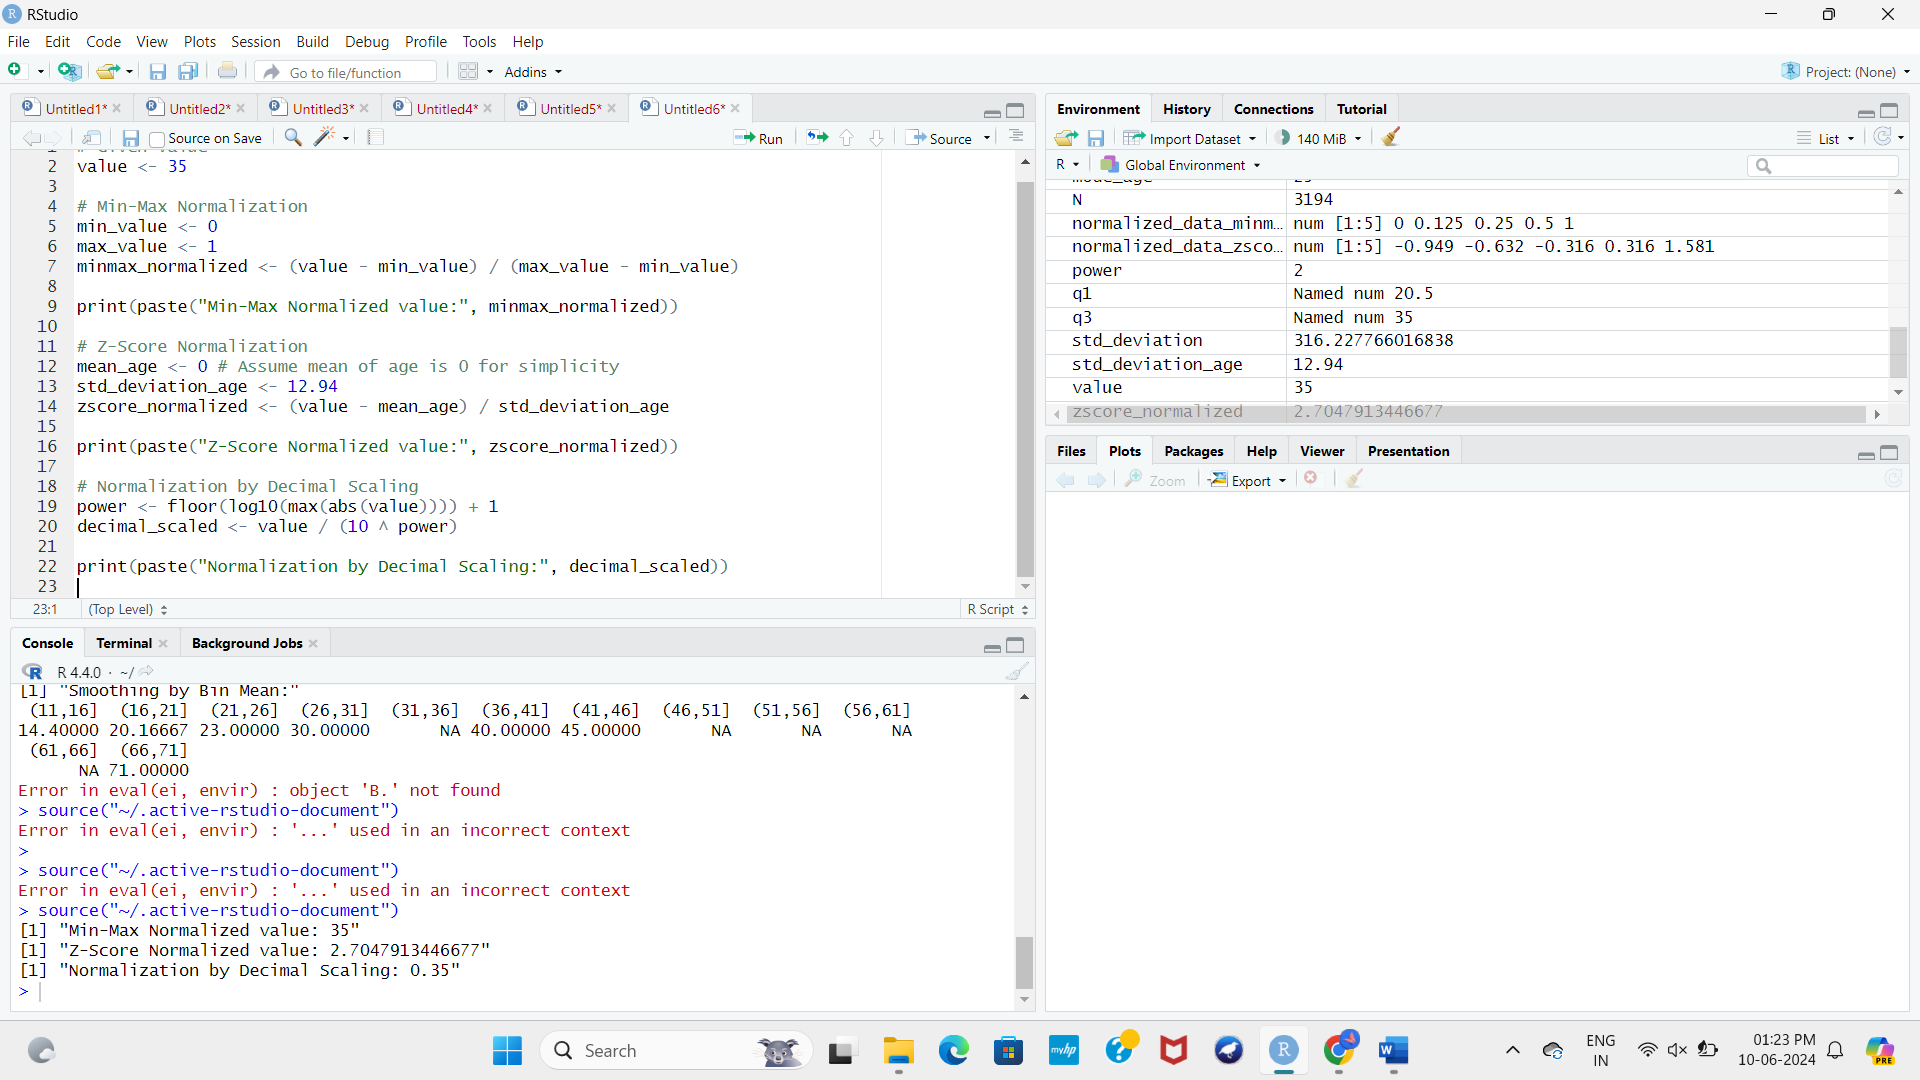 RStudio
File Edit Code View Plots Session Build Debug Profile Tools Help
Go to file/function Addins Project: (None)
Untitled1* Untitled2* Untitled3* Untitled4* Untitled5* Untitled6*
Source on Save Run Source
1 # Given value
2 value <- 35
3
4 # Min-Max Normalization
5 min_value <- 0
6 max_value <- 1
7 minmax_normalized <- (value - min_value) / (max_value - min_value)
8
9 print(paste("Min-Max Normalized value:", minmax_normalized))
10
11 # Z-Score Normalization
12 mean_age <- 0 # Assume mean of age is 0 for simplicity
13 std_deviation_age <- 12.94
14 zscore_normalized <- (value - mean_age) / std_deviation_age
15
16 print(paste("Z-Score Normalized value:", zscore_normalized))
17
18 # Normalization by Decimal Scaling
19 power <- floor(log10(max(abs(value)))) + 1
20 decimal_scaled <- value / (10 ^ power)
21
22 print(paste("Normalization by Decimal Scaling:", decimal_scaled))
23
23:1 (Top Level) R Script
Console Terminal Background Jobs
R 4.4.0 · ~/
[1] "Smoothing by Bin Mean:"
(11,16] (16,21] (21,26] (26,31] (31,36] (36,41] (41,46] (46,51] (51,56] (56,61]
14.40000 20.16667 23.00000 30.00000 NA 40.00000 45.00000 NA NA NA
(61,66] (66,71]
NA 71.00000
Error in eval(ei, envir) : object 'B.' not found
> source("~/.active-rstudio-document")
Error in eval(ei, envir) : '...' used in an incorrect context
>
> source("~/.active-rstudio-document")
Error in eval(ei, envir) : '...' used in an incorrect context
> source("~/.active-rstudio-document")
[1] "Min-Max Normalized value: 35"
[1] "Z-Score Normalized value: 2.7047913446677"
[1] "Normalization by Decimal Scaling: 0.35"
>
Environment History Connections Tutorial
Import Dataset 140 MiB List
R Global Environment
N 3194
normalized_data_minm… num [1:5] 0 0.125 0.25 0.5 1
normalized_data_zsco… num [1:5] -0.949 -0.632 -0.316 0.316 1.581
power 2
q1 Named num 20.5
q3 Named num 35
std_deviation 316.227766016838
std_deviation_age 12.94
value 35
zscore_normalized 2.7047913446677
Files Plots Packages Help Viewer Presentation
Zoom Export
Search
myhp
ENG
IN
01:23 PM
10-06-2024
PRE